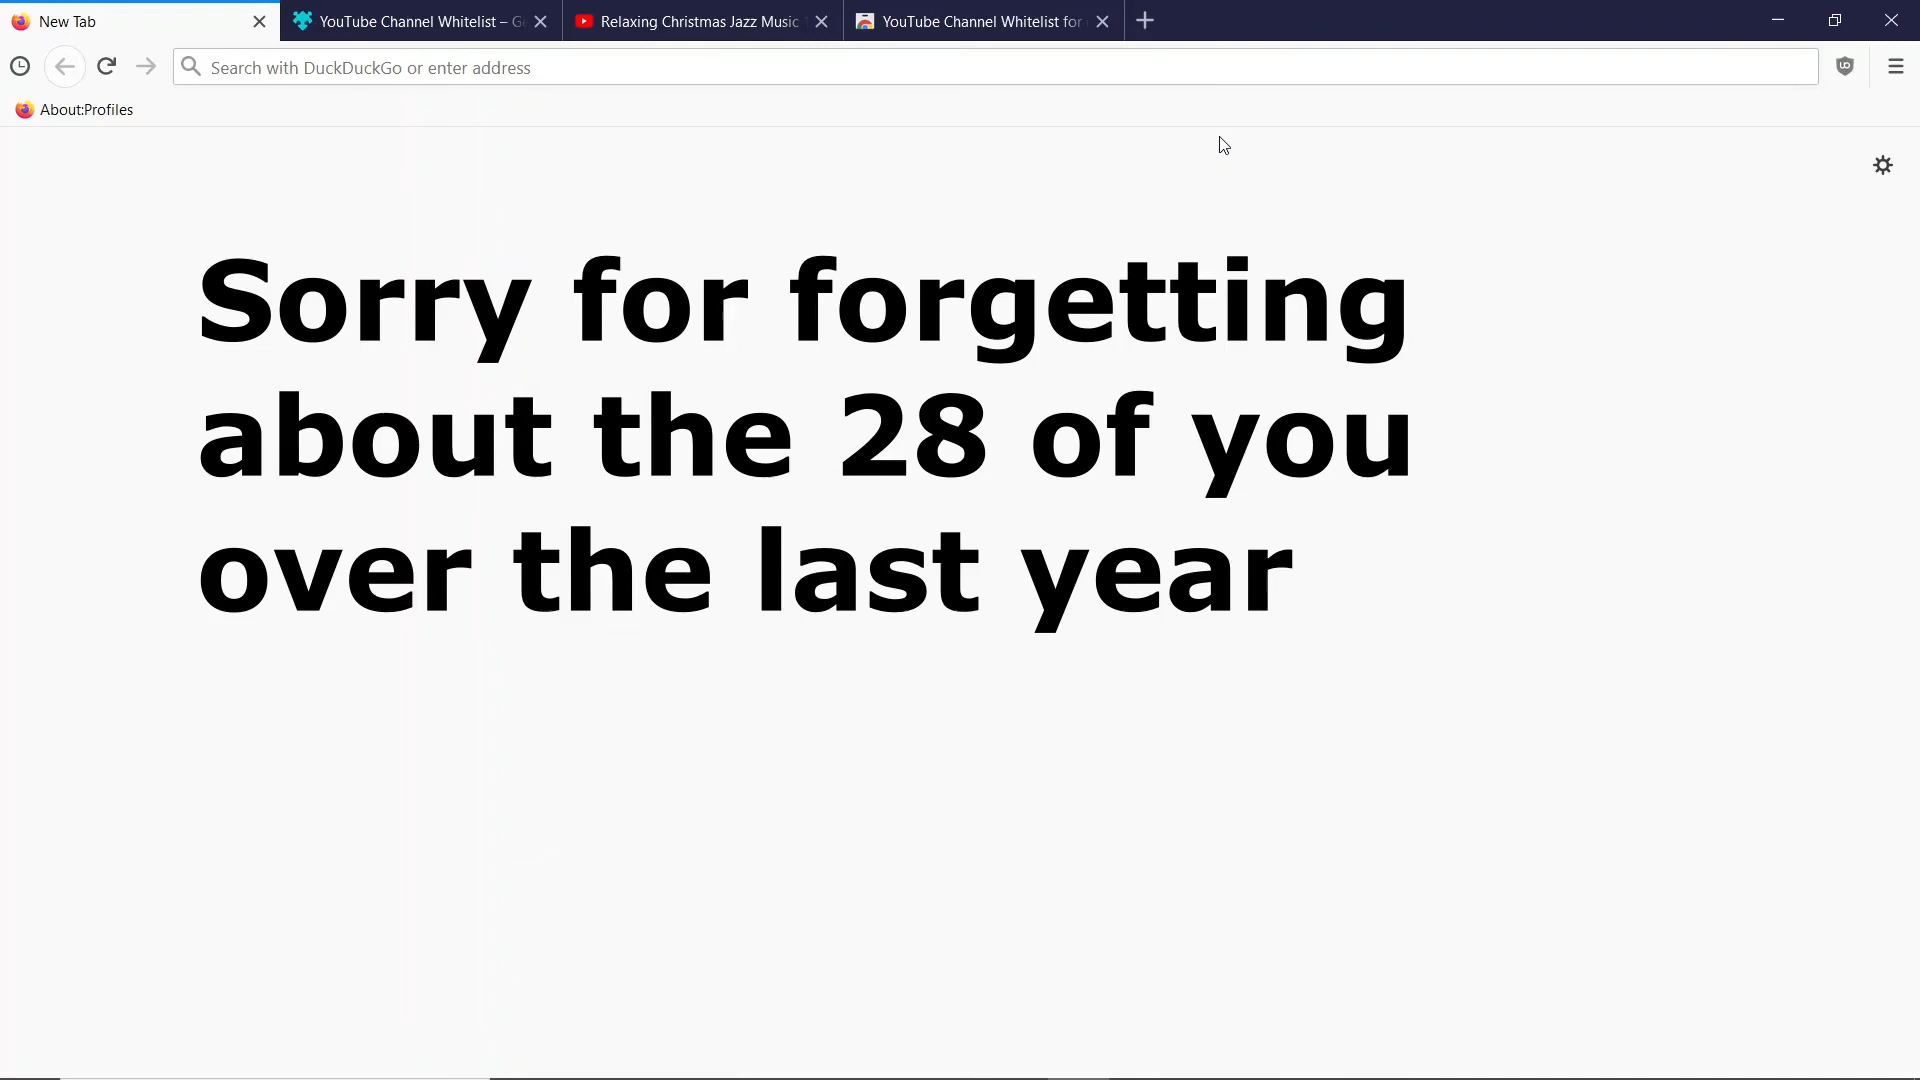 New Tab
YouTube Channel Whitelist – Ge
Relaxing Christmas Jazz Music
YouTube Channel Whitelist for
Search with DuckDuckGo or enter address
About:Profiles
Sorry for forgetting
about the 28 of you
over the last year